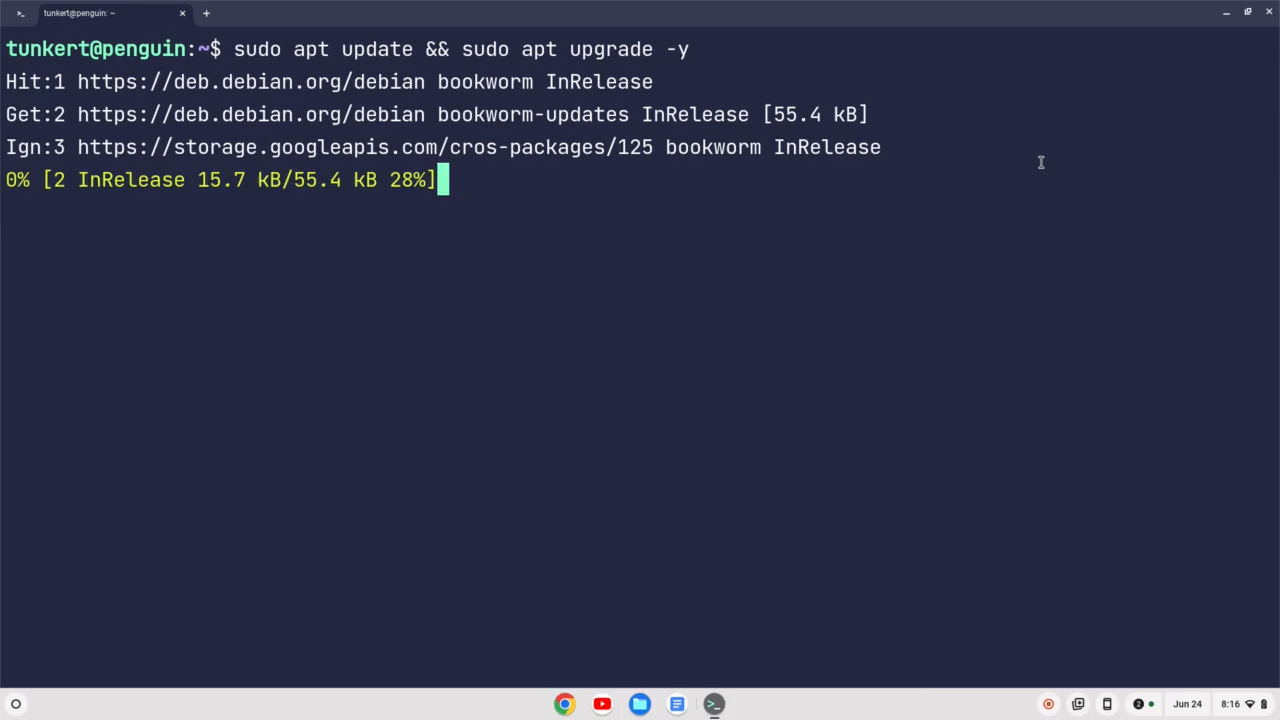 tunkert@penguin: ~
tunkert@penguin:~$ sudo apt update && sudo apt upgrade -y
Hit:1 https://deb.debian.org/debian bookworm InRelease
Get:2 https://deb.debian.org/debian bookworm-updates InRelease [55.4 kB]
Ign:3 https://storage.googleapis.com/cros-packages/125 bookworm InRelease
0% [2 InRelease 15.7 kB/55.4 kB 28%]
2
Jun 24
8:16